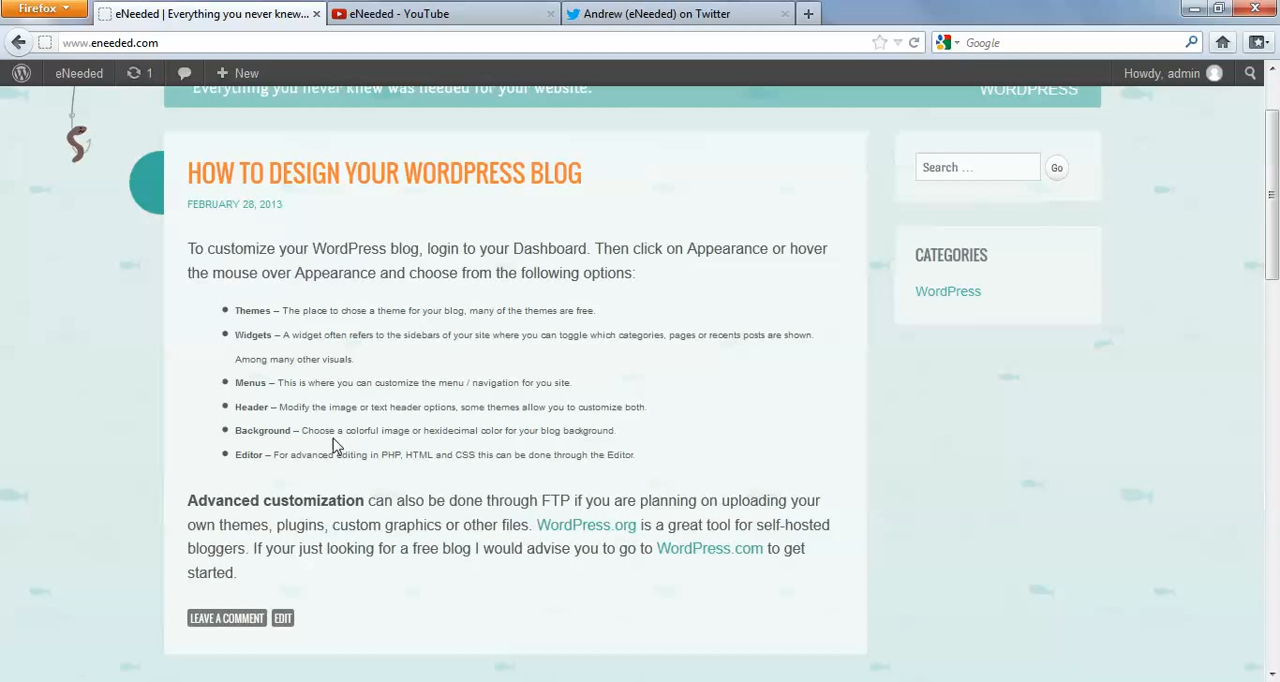 Firefox
eNeeded | Everything you never knew...
eNeeded - YouTube
Andrew (eNeeded) on Twitter
www.eneeded.com
Google
eNeeded
1
New
Howdy, admin
Everything you never knew was needed for your website.
WORDPRESS
HOW TO DESIGN YOUR WORDPRESS BLOG
FEBRUARY 28, 2013
To customize your WordPress blog, login to your Dashboard. Then click on Appearance or hover
the mouse over Appearance and choose from the following options:
Themes – The place to chose a theme for your blog, many of the themes are free.
Widgets – A widget often refers to the sidebars of your site where you can toggle which categories, pages or recents posts are shown.
Among many other visuals.
Menus – This is where you can customize the menu / navigation for you site.
Header – Modify the image or text header options, some themes allow you to customize both.
Background – Choose a colorful image or hexidecimal color for your blog background.
Editor – For advanced editing in PHP, HTML and CSS this can be done through the Editor.
Advanced customization can also be done through FTP if you are planning on uploading your
own themes, plugins, custom graphics or other files. WordPress.org is a great tool for self-hosted
bloggers. If your just looking for a free blog I would advise you to go to WordPress.com to get
started.
LEAVE A COMMENT EDIT
Search ...
Go
CATEGORIES
WordPress